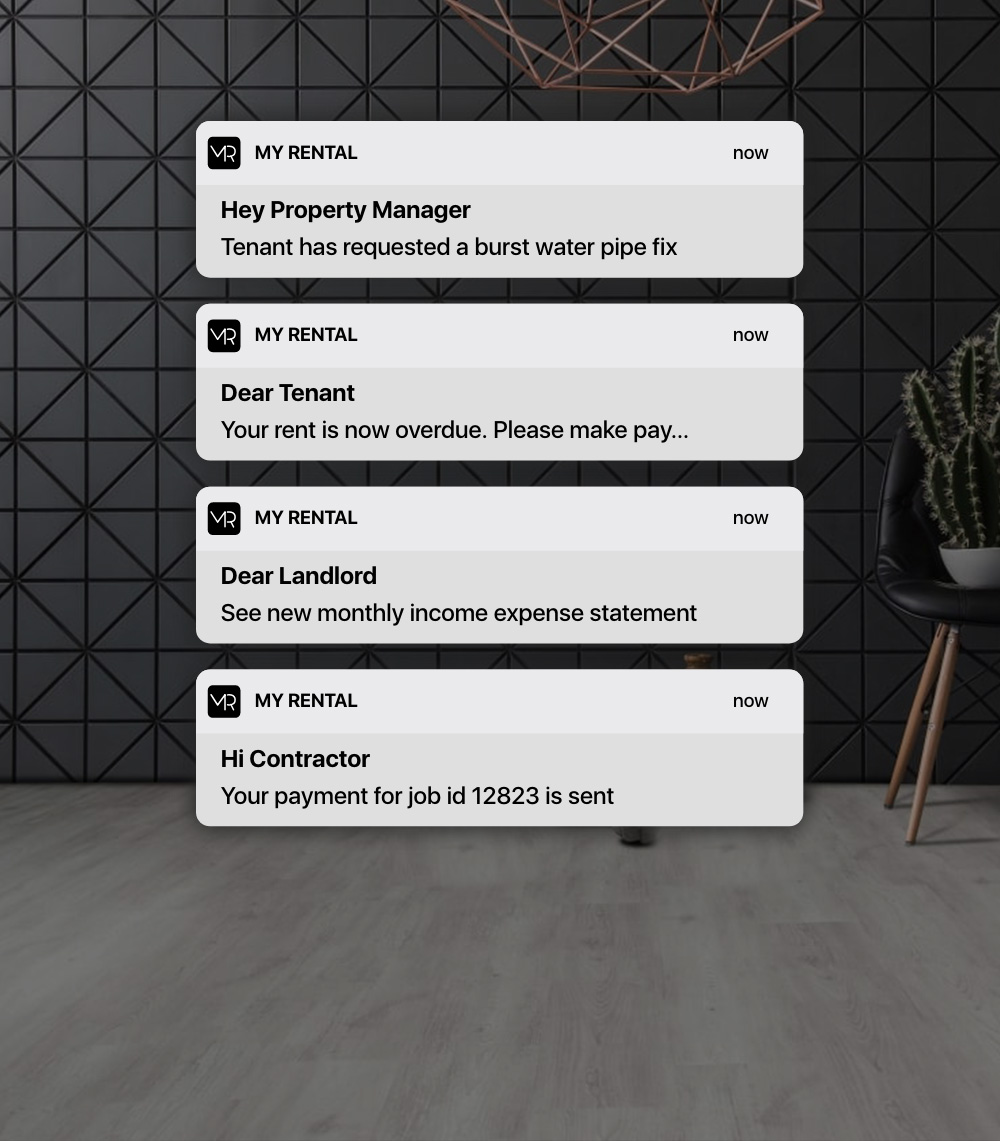 MR MY RENTAL now
Hey Property Manager
Tenant has requested a burst water pipe fix
MR MY RENTAL now
Dear Tenant
Your rent is now overdue. Please make pay...
MR MY RENTAL now
Dear Landlord
See new monthly income expense statement
MR MY RENTAL now
Hi Contractor
Your payment for job id 12823 is sent